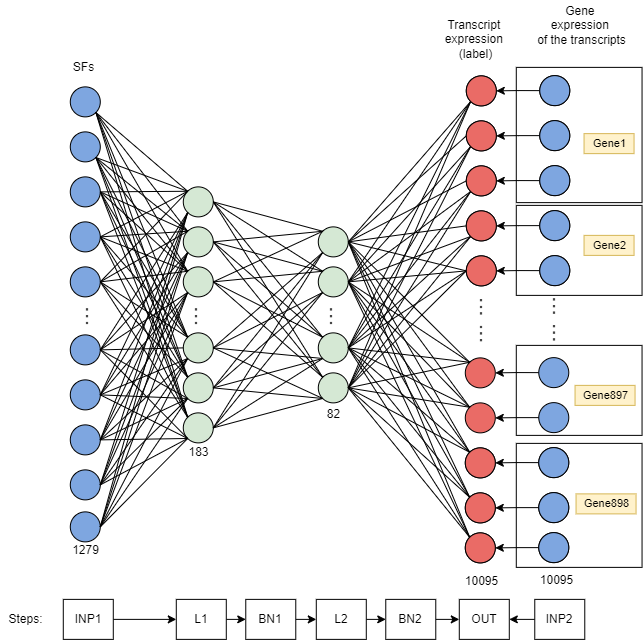 Transcript
expression
(label)
Gene
expression
of the transcripts
SFs
Gene1
Gene2
Gene897
Gene898
82
183
1279
10095
10095
Steps:
INP1
L1
BN1
L2
BN2
OUT
INP2